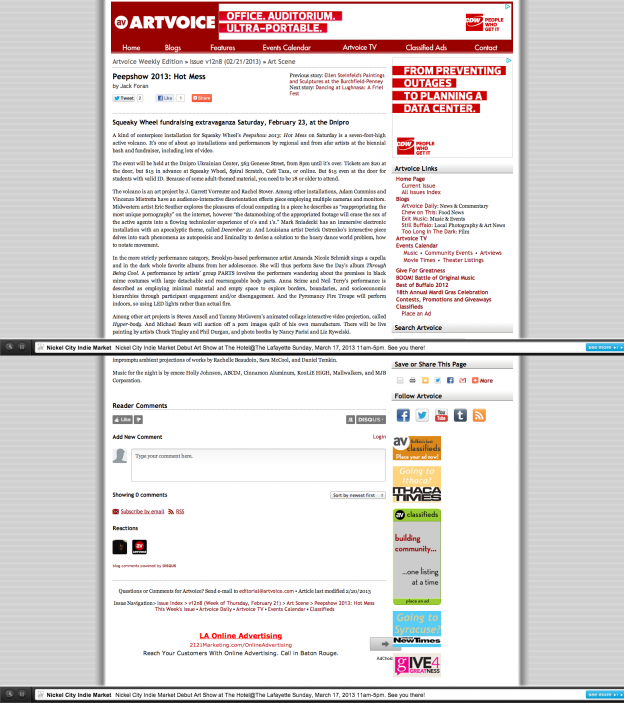 av ARTVOICE
OFFICE. AUDITORIUM.
ULTRA-PORTABLE.
CDW PEOPLE WHO GET IT
Home Blogs Features Events Calendar Artvoice TV Classified Ads Contact
Artvoice Weekly Edition » Issue v12n8 (02/21/2013) » Art Scene
Peepshow 2013: Hot Mess
by Jack Foran
Previous story: Ellen Steinfeld's Paintings and Sculptures at the Burchfield-Penney
Next story: Dancing at Lughnasa: A Friel Fest
Tweet 2 Like 1 Share
Squeaky Wheel fundraising extravaganza Saturday, February 23, at the Dnipro
A kind of centerpiece installation for Squeaky Wheel's Peepshow 2013: Hot Mess on Saturday is a seven-foot-high
active volcano. It's one of about 40 installations and performances by regional and from afar artists at the biennial
bash and fundraiser, including lots of video.
The event will be held at the Dnipro Ukrainian Center, 562 Genesee Street, from 8pm until it's over. Tickets are $20 at
the door, but $15 in advance at Squeaky Wheel, Spiral Scratch, Café Taza, or online. But $15 even at the door for
students with valid ID. Because of some adult-themed material, you need to be 18 or older to attend.
The volcano is an art project by J. Garrett Vorreuter and Rachel Stover. Among other installations, Adam Cummins and
Vincenzo Mistretta have an audience-interactive disorientation effects piece employing multiple cameras and monitors.
Midwestern artist Eric Souther explores the pleasures of cloud computing in a piece he describes as "reappropriating the
most unique pornography" on the internet, however "the datamoshing of the appropriated footage will erase the sex of
the active agents into a flowing technicolor experience of 0's and 1's." Mark Sniadecki has an immersive electronic
installation with an apocalyptic theme, called December 21. And Louisiana artist Derick Ostrenko's interactive piece
delves into such phenomena as autopoiesis and liminality to devise a solution to the boozy dance world problem, how
to notate movement.
In the more strictly performance category, Brooklyn-based performance artist Amanda Nicole Schmidt sings a capella
and in the dark whole favorite albums from her adolescence. She will thus perform Save the Day's album Through
Being Cool. A performance by artists' group PARTS involves the performers wandering about the premises in black
mime costumes with large detachable and rearrangeable body parts. Anna Scime and Neil Terry's performance is
described as employing minimal material and empty space to explore borders, boundaries, and socioeconomic
hierarchies through participant engagement and/or disengagement. And the Pyromancy Fire Troupe will perform
indoors, so using LED lights rather than actual fire.
Among other art projects is Steven Ansell and Tommy McGovern's animated collage interactive video projection, called
Hyper-body. And Michael Beam will auction off a porn images quilt of his own manufacture. There will be live
painting by artists Chuck Tingley and Phil Durgan, and photo booths by Nancy Parisi and Liz Rywelski.
FROM PREVENTING
OUTAGES
TO PLANNING A
DATA CENTER.
CDW PEOPLE WHO GET IT
Artvoice Links
Home Page
Current Issue
All Issues Index
Blogs
Artvoice Daily: News & Commentary
Chew on This: Food News
Exit Music: Music & Events
Still Buffalo: Local Photography & Art News
Too Long In The Dark: Film
Artvoice TV
Events Calendar
Music • Community Events • Artviews
Movie Times • Theater Listings
Give For Greatness
BOOM! Battle of Original Music
Best of Buffalo 2012
18th Annual Mardi Gras Celebration
Contests, Promotions and Giveaways
Classifieds
Place an Ad
Search Artvoice
Nickel City Indie Market Nickel City Indie Market Debut Art Show at The Hotel@The Lafayette Sunday, March 17, 2013 11am-5pm. See you there! see more
impromptu ambient projections of works by Rachelle Beaudoin, Sara McCool, and Daniel Temkin.
Music for the night is by emcee Holly Johnson, ABCDJ, Cinnamon Aluminum, KooLiE HiGH, Mallwalkers, and MJB
Corporation.
Reader Comments
Like DISQUS
Add New Comment Login
Type your comment here.
Showing 0 comments Sort by newest first
Subscribe by email RSS
Reactions
blog comments powered by DISQUS
Save or Share This Page
More
Follow Artvoice
You Tube
av Buffalo's best classifieds
Place your ad now!
Going to Ithaca?
ITHACA TIMES
av classifieds
building community...
...one listing at a time
place an ad
Going to Syracuse?
NewTimes
gIVE4 GREATNESS
Questions or Comments for Artvoice? Send e-mail to editorial@artvoice.com • Article last modified 2/20/2013
Issue Navigation> Issue Index > v12n8 (Week of Thursday, February 21) > Art Scene > Peepshow 2013: Hot Mess
This Week's Issue • Artvoice Daily • Artvoice TV • Events Calendar • Classifieds
LA Online Advertising
2121Marketing.com/OnlineAdvertising
Reach Your Customers With Online Advertising. Call in Baton Rouge.
AdChoi
Nickel City Indie Market Nickel City Indie Market Debut Art Show at The Hotel@The Lafayette Sunday, March 17, 2013 11am-5pm. See you there! see more